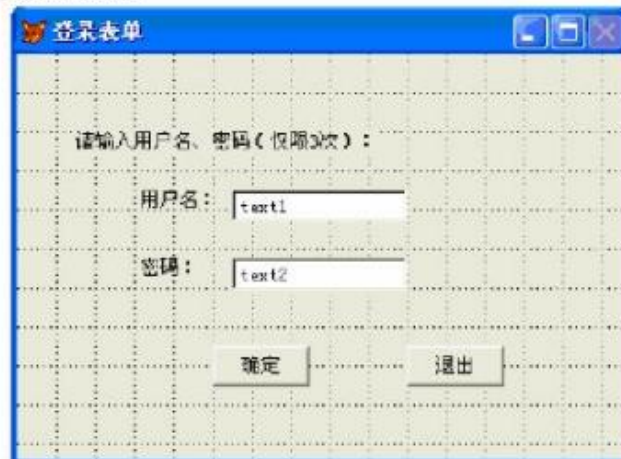 登录表单
请输入用户名、密码(仅限3次):
用户名:
text1
密码:
text2
确定
退出